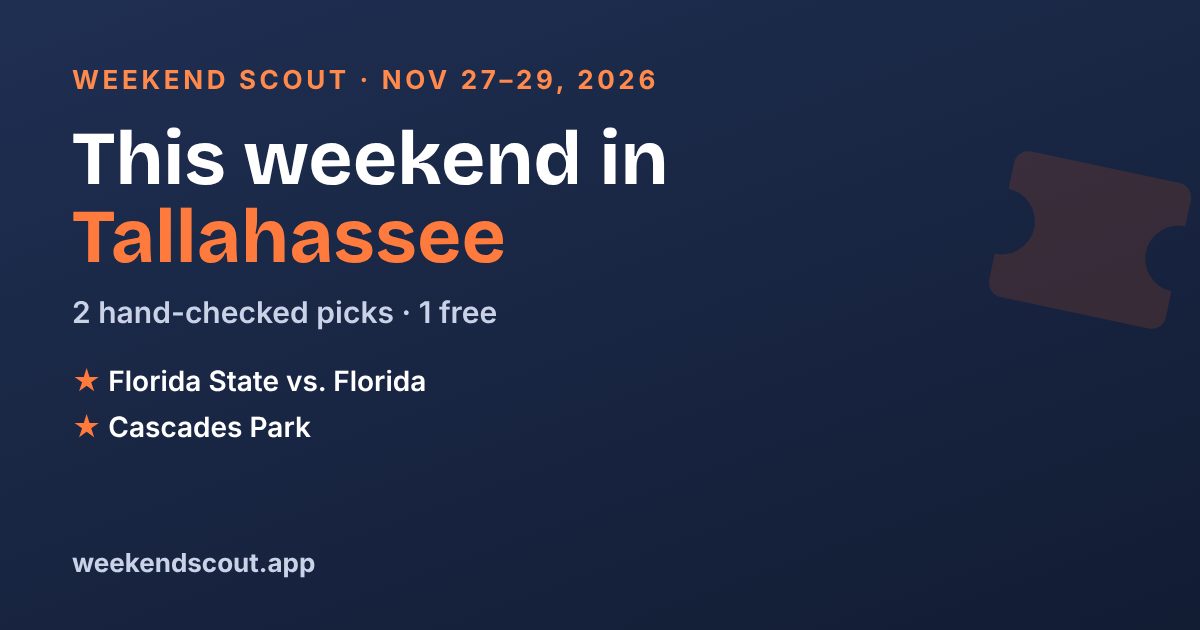 WEEKEND SCOUT · NOV 27–29, 2026
This weekend in
Tallahassee
2 hand-checked picks · 1 free
★ Florida State vs. Florida
★ Cascades Park
weekendscout.app